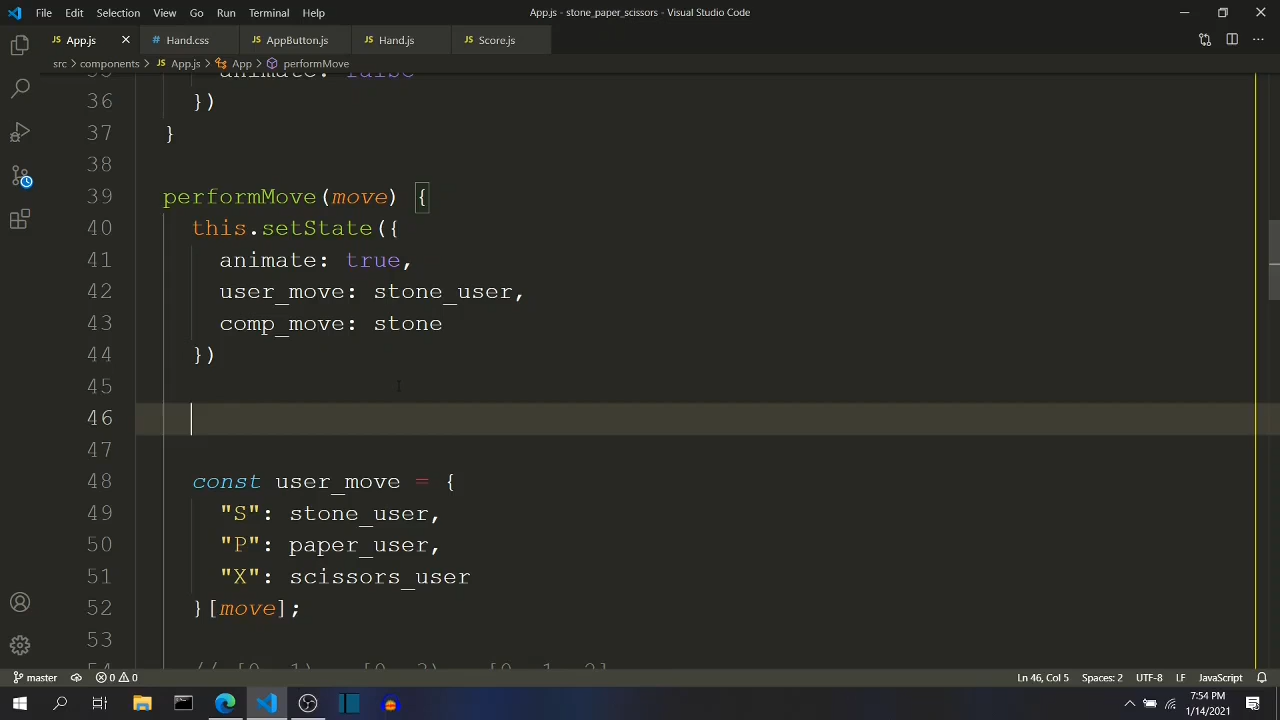 File Edit Selection View Go Run Terminal Help App.js - stone_paper_scissors - Visual Studio Code
App.js Hand.css AppButton.js Hand.js Score.js
src > components > App.js > App > performMove
animate: false
36 })
37 }
38
39 performMove(move) {
40 this.setState({
41 animate: true,
42 user_move: stone_user,
43 comp_move: stone
44 })
45
46
47
48 const user_move = {
49 "S": stone_user,
50 "P": paper_user,
51 "X": scissors_user
52 }[move];
53
master 0 0 Ln 46, Col 5 Spaces: 2 UTF-8 LF JavaScript
7:54 PM
1/14/2021